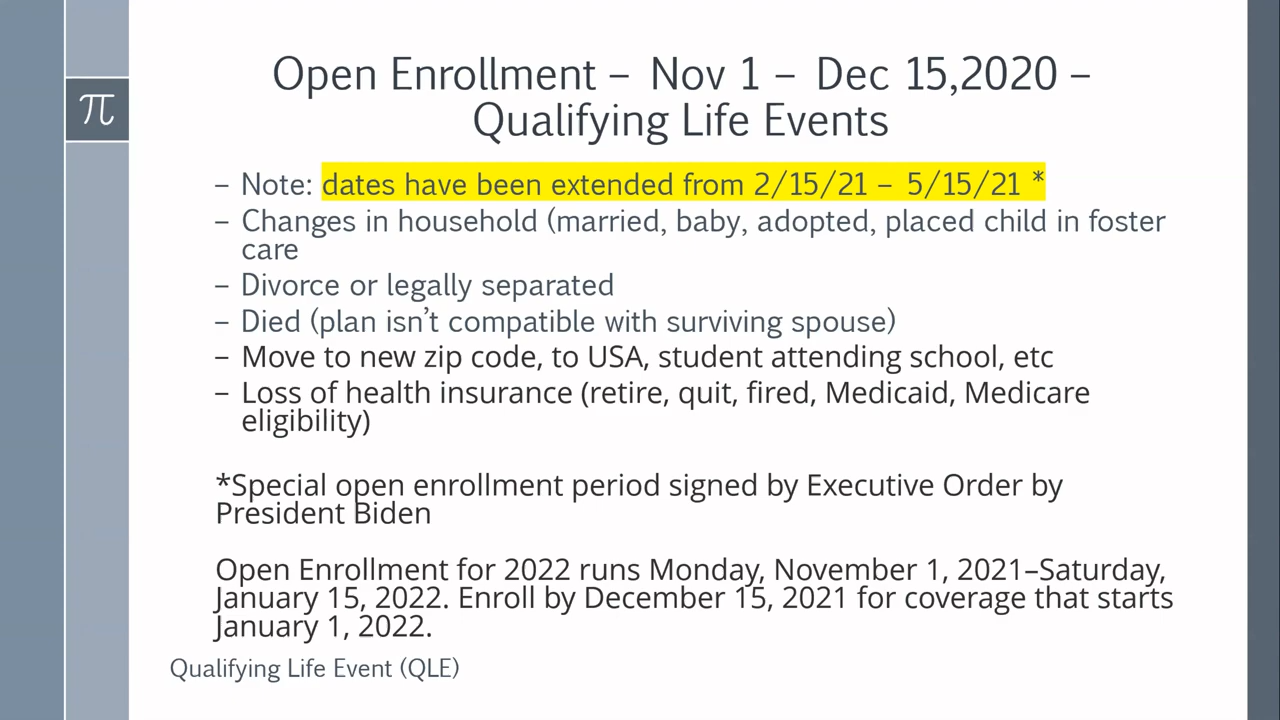 Open Enrollment – Nov 1 – Dec 15,2020 –
Qualifying Life Events
π
– Note: dates have been extended from 2/15/21 – 5/15/21 *
– Changes in household (married, baby, adopted, placed child in foster
care
– Divorce or legally separated
– Died (plan isn’t compatible with surviving spouse)
– Move to new zip code, to USA, student attending school, etc
– Loss of health insurance (retire, quit, fired, Medicaid, Medicare
eligibility)
*Special open enrollment period signed by Executive Order by
President Biden
Open Enrollment for 2022 runs Monday, November 1, 2021–Saturday,
January 15, 2022. Enroll by December 15, 2021 for coverage that starts
January 1, 2022.
Qualifying Life Event (QLE)